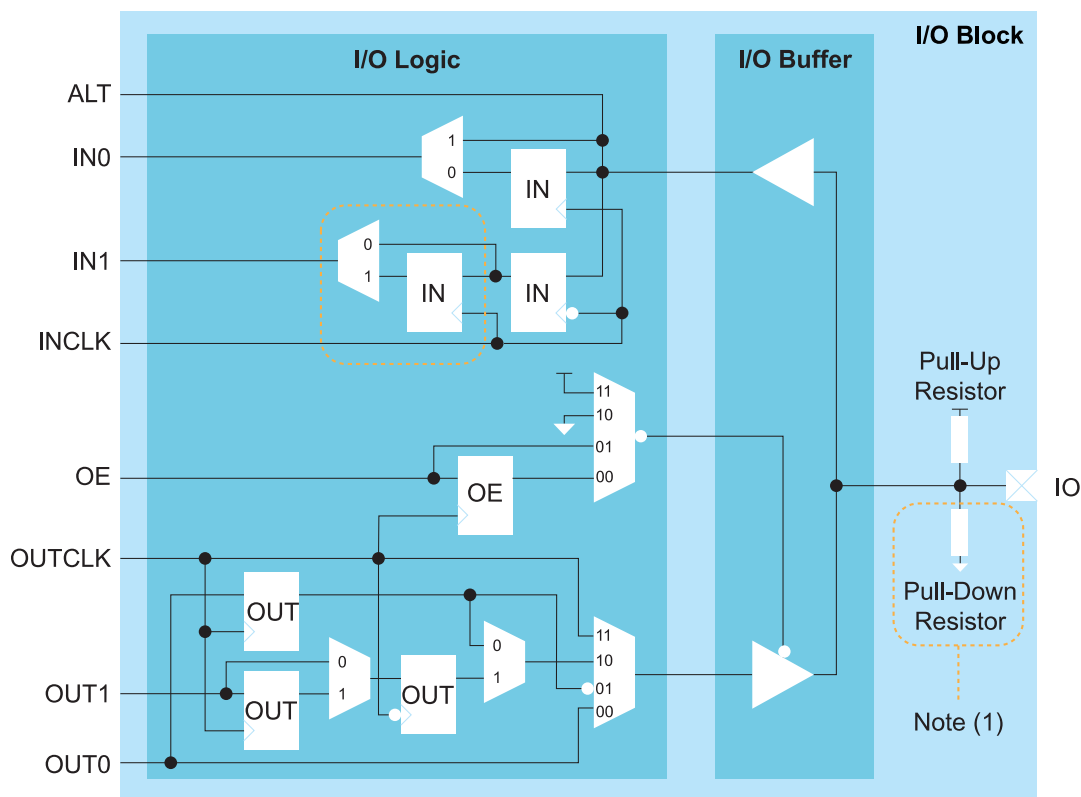 I/O Block
I/O Logic
I/O Buffer
ALT
IN0
1
0
IN
IN1
0
1
IN
IN
INCLK
11
10
01
00
OE
OE
Pull-Up
Resistor
IO
Pull-Down
Resistor
Note (1)
OUTCLK
OUT
OUT1
OUT
0
1
OUT
0
1
11
10
01
00
OUT0